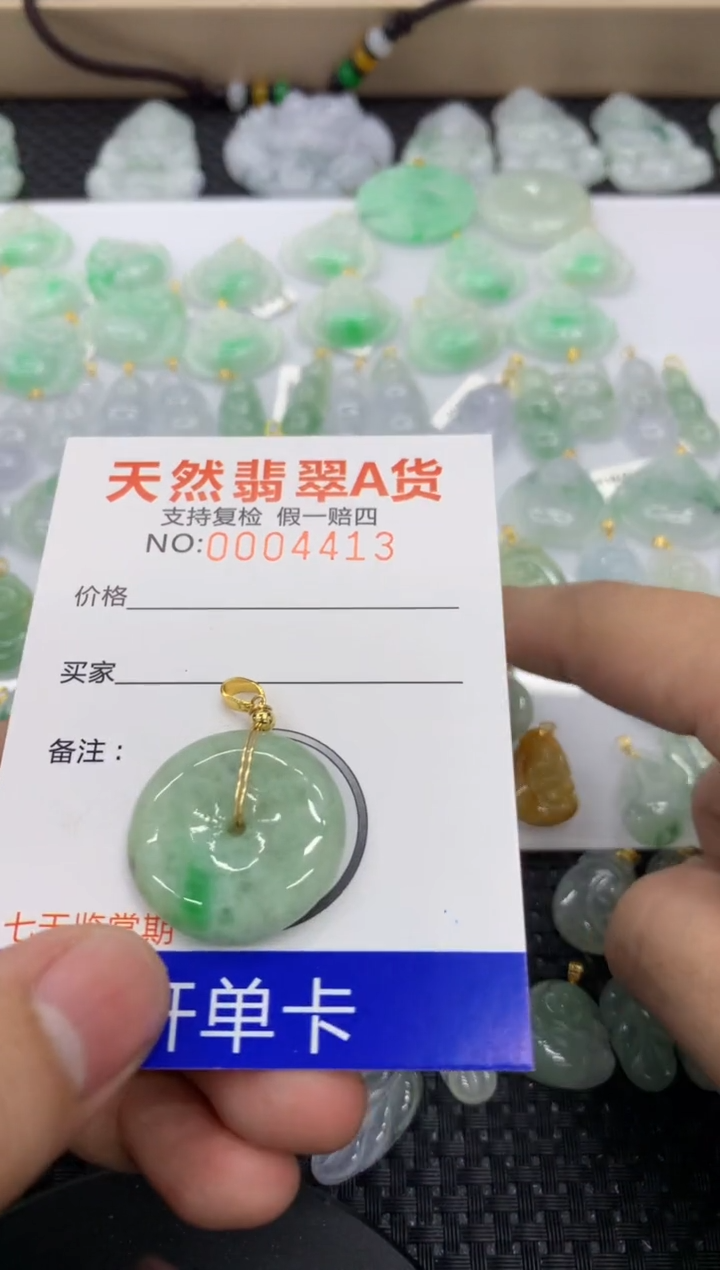 天然翡翠A货
支持复检 假一赔四
NO:0004413
价格
买家
备注：
七天鉴赏期
开单卡